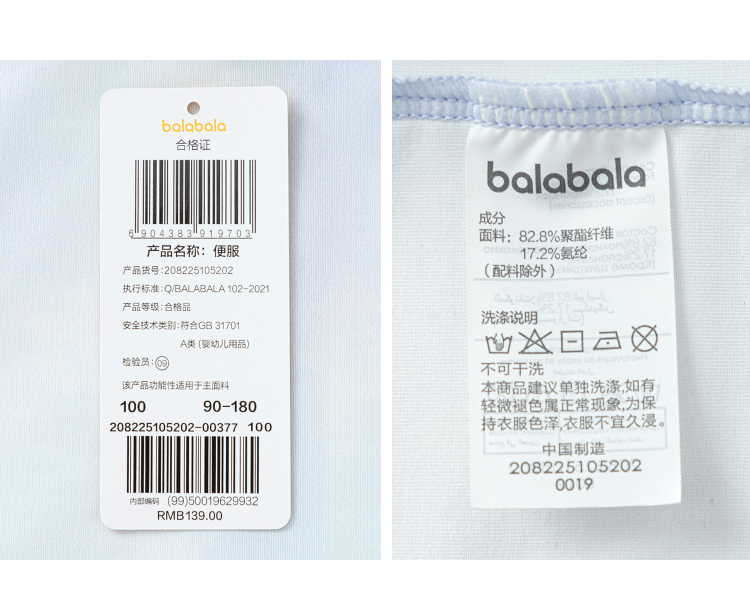 balabala
合格证
6 904383 919703
产品名称：便服
产品货号：208225105202
执行标准：Q/BALABALA 102-2021
产品等级：合格品
安全技术类别：符合GB 31701
A类 (婴幼儿用品)
检验员：09
该产品功能性适用于主面料
100 90-180
208225105202-00377 100
内部编码 (99)50019629932
RMB139.00
balabala
成分
面料：82.8%聚酯纤维
17.2%氨纶
（配料除外）
洗涤说明
不可干洗
本商品建议单独洗涤,如有
轻微褪色属正常现象,为保
持衣服色泽,衣服不宜久浸。
中国制造
208225105202
0019